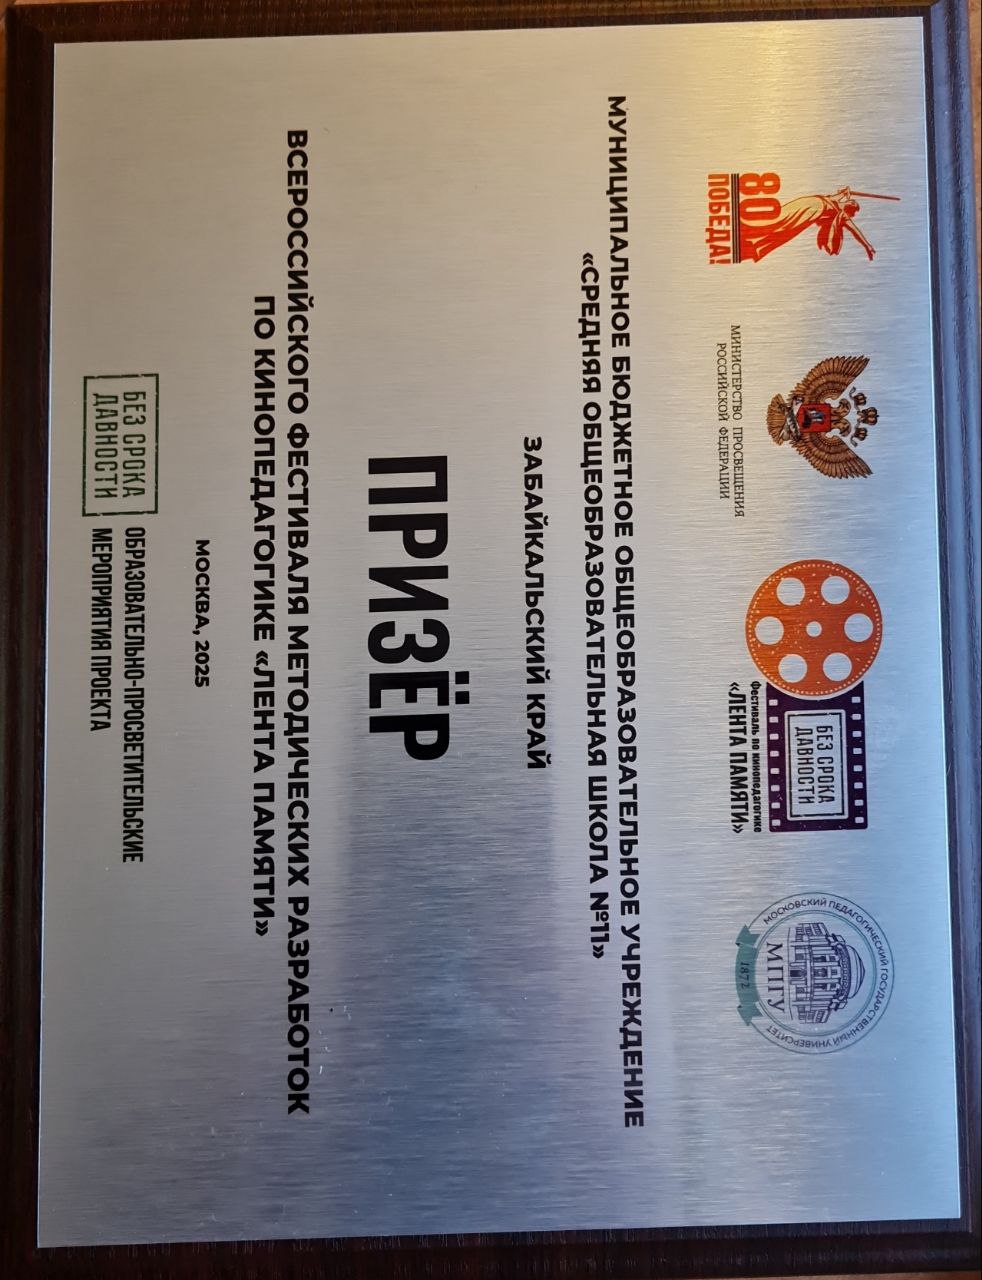 80
ПОБЕДА!
МИНИСТЕРСТВО ПРОСВЕЩЕНИЯ
РОССИЙСКОЙ ФЕДЕРАЦИИ
БЕЗ СРОКА
ДАВНОСТИ
Фестиваль по кинопедагогике
«ЛЕНТА ПАМЯТИ»
МОСКОВСКИЙ ПЕДАГОГИЧЕСКИЙ ГОСУДАРСТВЕННЫЙ УНИВЕРСИТЕТ
МПГУ
1872
МУНИЦИПАЛЬНОЕ БЮДЖЕТНОЕ ОБЩЕОБРАЗОВАТЕЛЬНОЕ УЧРЕЖДЕНИЕ
«СРЕДНЯЯ ОБЩЕОБРАЗОВАТЕЛЬНАЯ ШКОЛА №11»
ЗАБАЙКАЛЬСКИЙ КРАЙ
ПРИЗЁР
ВСЕРОССИЙСКОГО ФЕСТИВАЛЯ МЕТОДИЧЕСКИХ РАЗРАБОТОК
ПО КИНОПЕДАГОГИКЕ «ЛЕНТА ПАМЯТИ»
МОСКВА, 2025
БЕЗ СРОКА
ДАВНОСТИ
ОБРАЗОВАТЕЛЬНО-ПРОСВЕТИТЕЛЬСКИЕ
МЕРОПРИЯТИЯ ПРОЕКТА